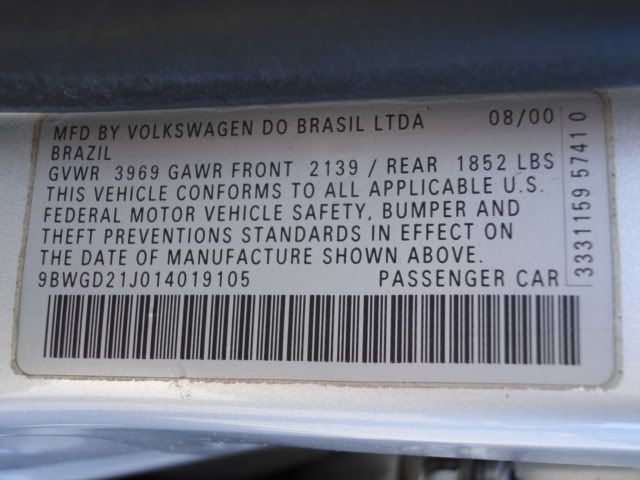 MFD BY VOLKSWAGEN DO BRASIL LTDA 08/00
BRAZIL
GVWR 3969 GAWR FRONT 2139 / REAR 1852 LBS
THIS VEHICLE CONFORMS TO ALL APPLICABLE U.S.
FEDERAL MOTOR VEHICLE SAFETY, BUMPER AND
THEFT PREVENTIONS STANDARDS IN EFFECT ON
THE DATE OF MANUFACTURE SHOWN ABOVE.
9BWGD21J014019105 PASSENGER CAR
3331159 5741 0